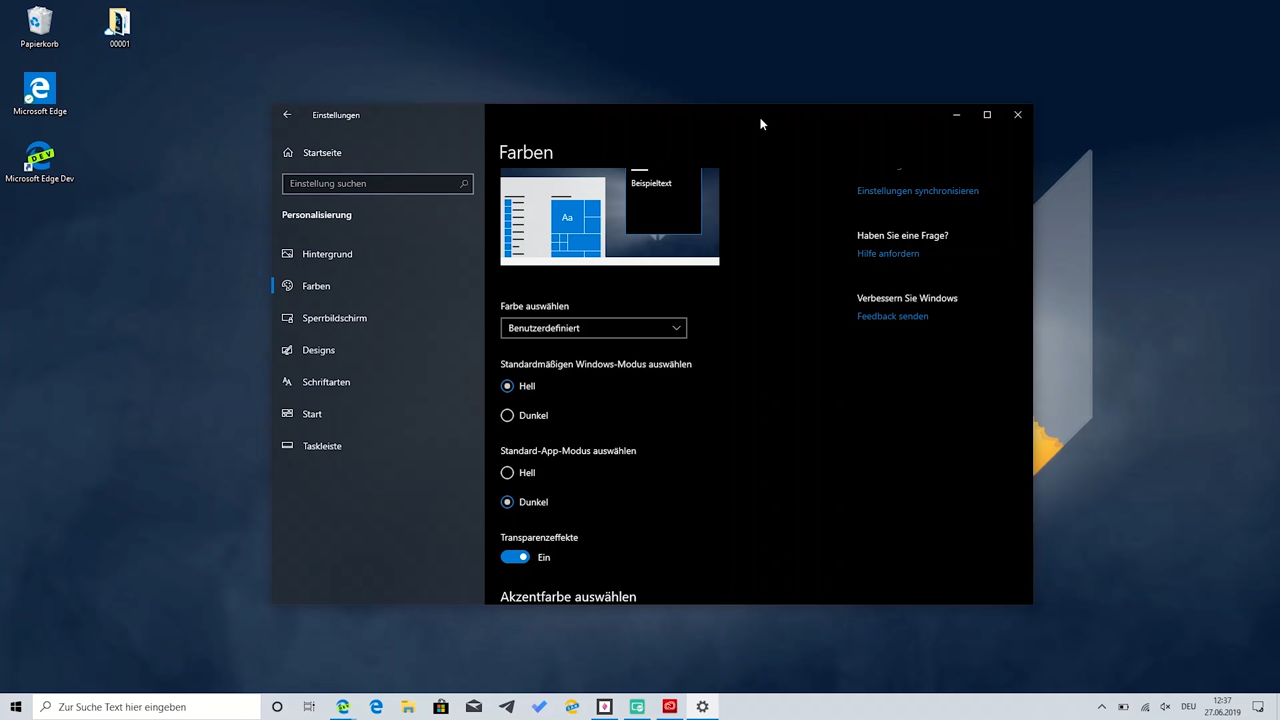 Papierkorb
00001
Microsoft Edge
DEV
Microsoft Edge Dev
Einstellungen
Startseite
Einstellung suchen
Personalisierung
Hintergrund
Farben
Sperrbildschirm
Designs
Schriftarten
Start
Taskleiste
Farben
Beispieltext
Aa
Farbe auswählen
Benutzerdefiniert
Standardmäßigen Windows-Modus auswählen
Hell
Dunkel
Standard-App-Modus auswählen
Hell
Dunkel
Transparenzeffekte
Ein
Akzentfarbe auswählen
Einstellungen synchronisieren
Haben Sie eine Frage?
Hilfe anfordern
Verbessern Sie Windows
Feedback senden
Zur Suche Text hier eingeben
DEU
12:37
27.06.2019